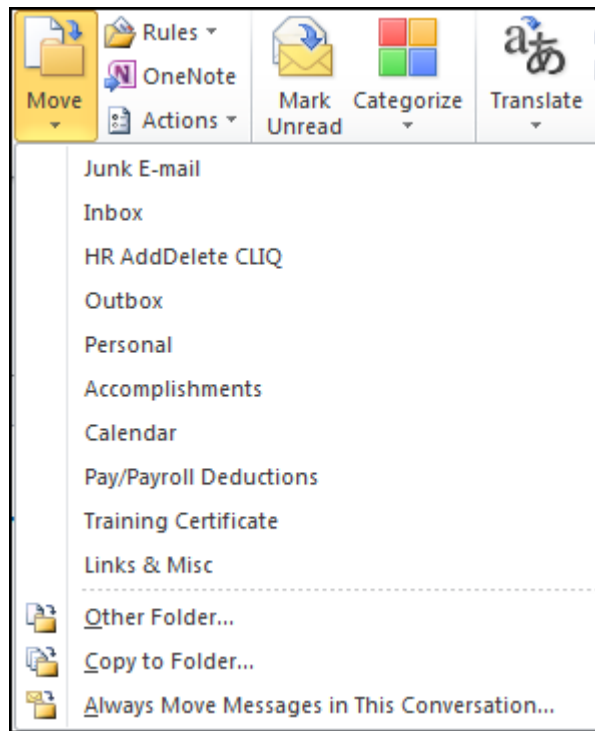 Move
Rules
OneNote
Actions
Mark
Unread
Categorize
Translate
Junk E-mail
Inbox
HR AddDelete CLIQ
Outbox
Personal
Accomplishments
Calendar
Pay/Payroll Deductions
Training Certificate
Links & Misc
Other Folder...
Copy to Folder...
Always Move Messages in This Conversation...